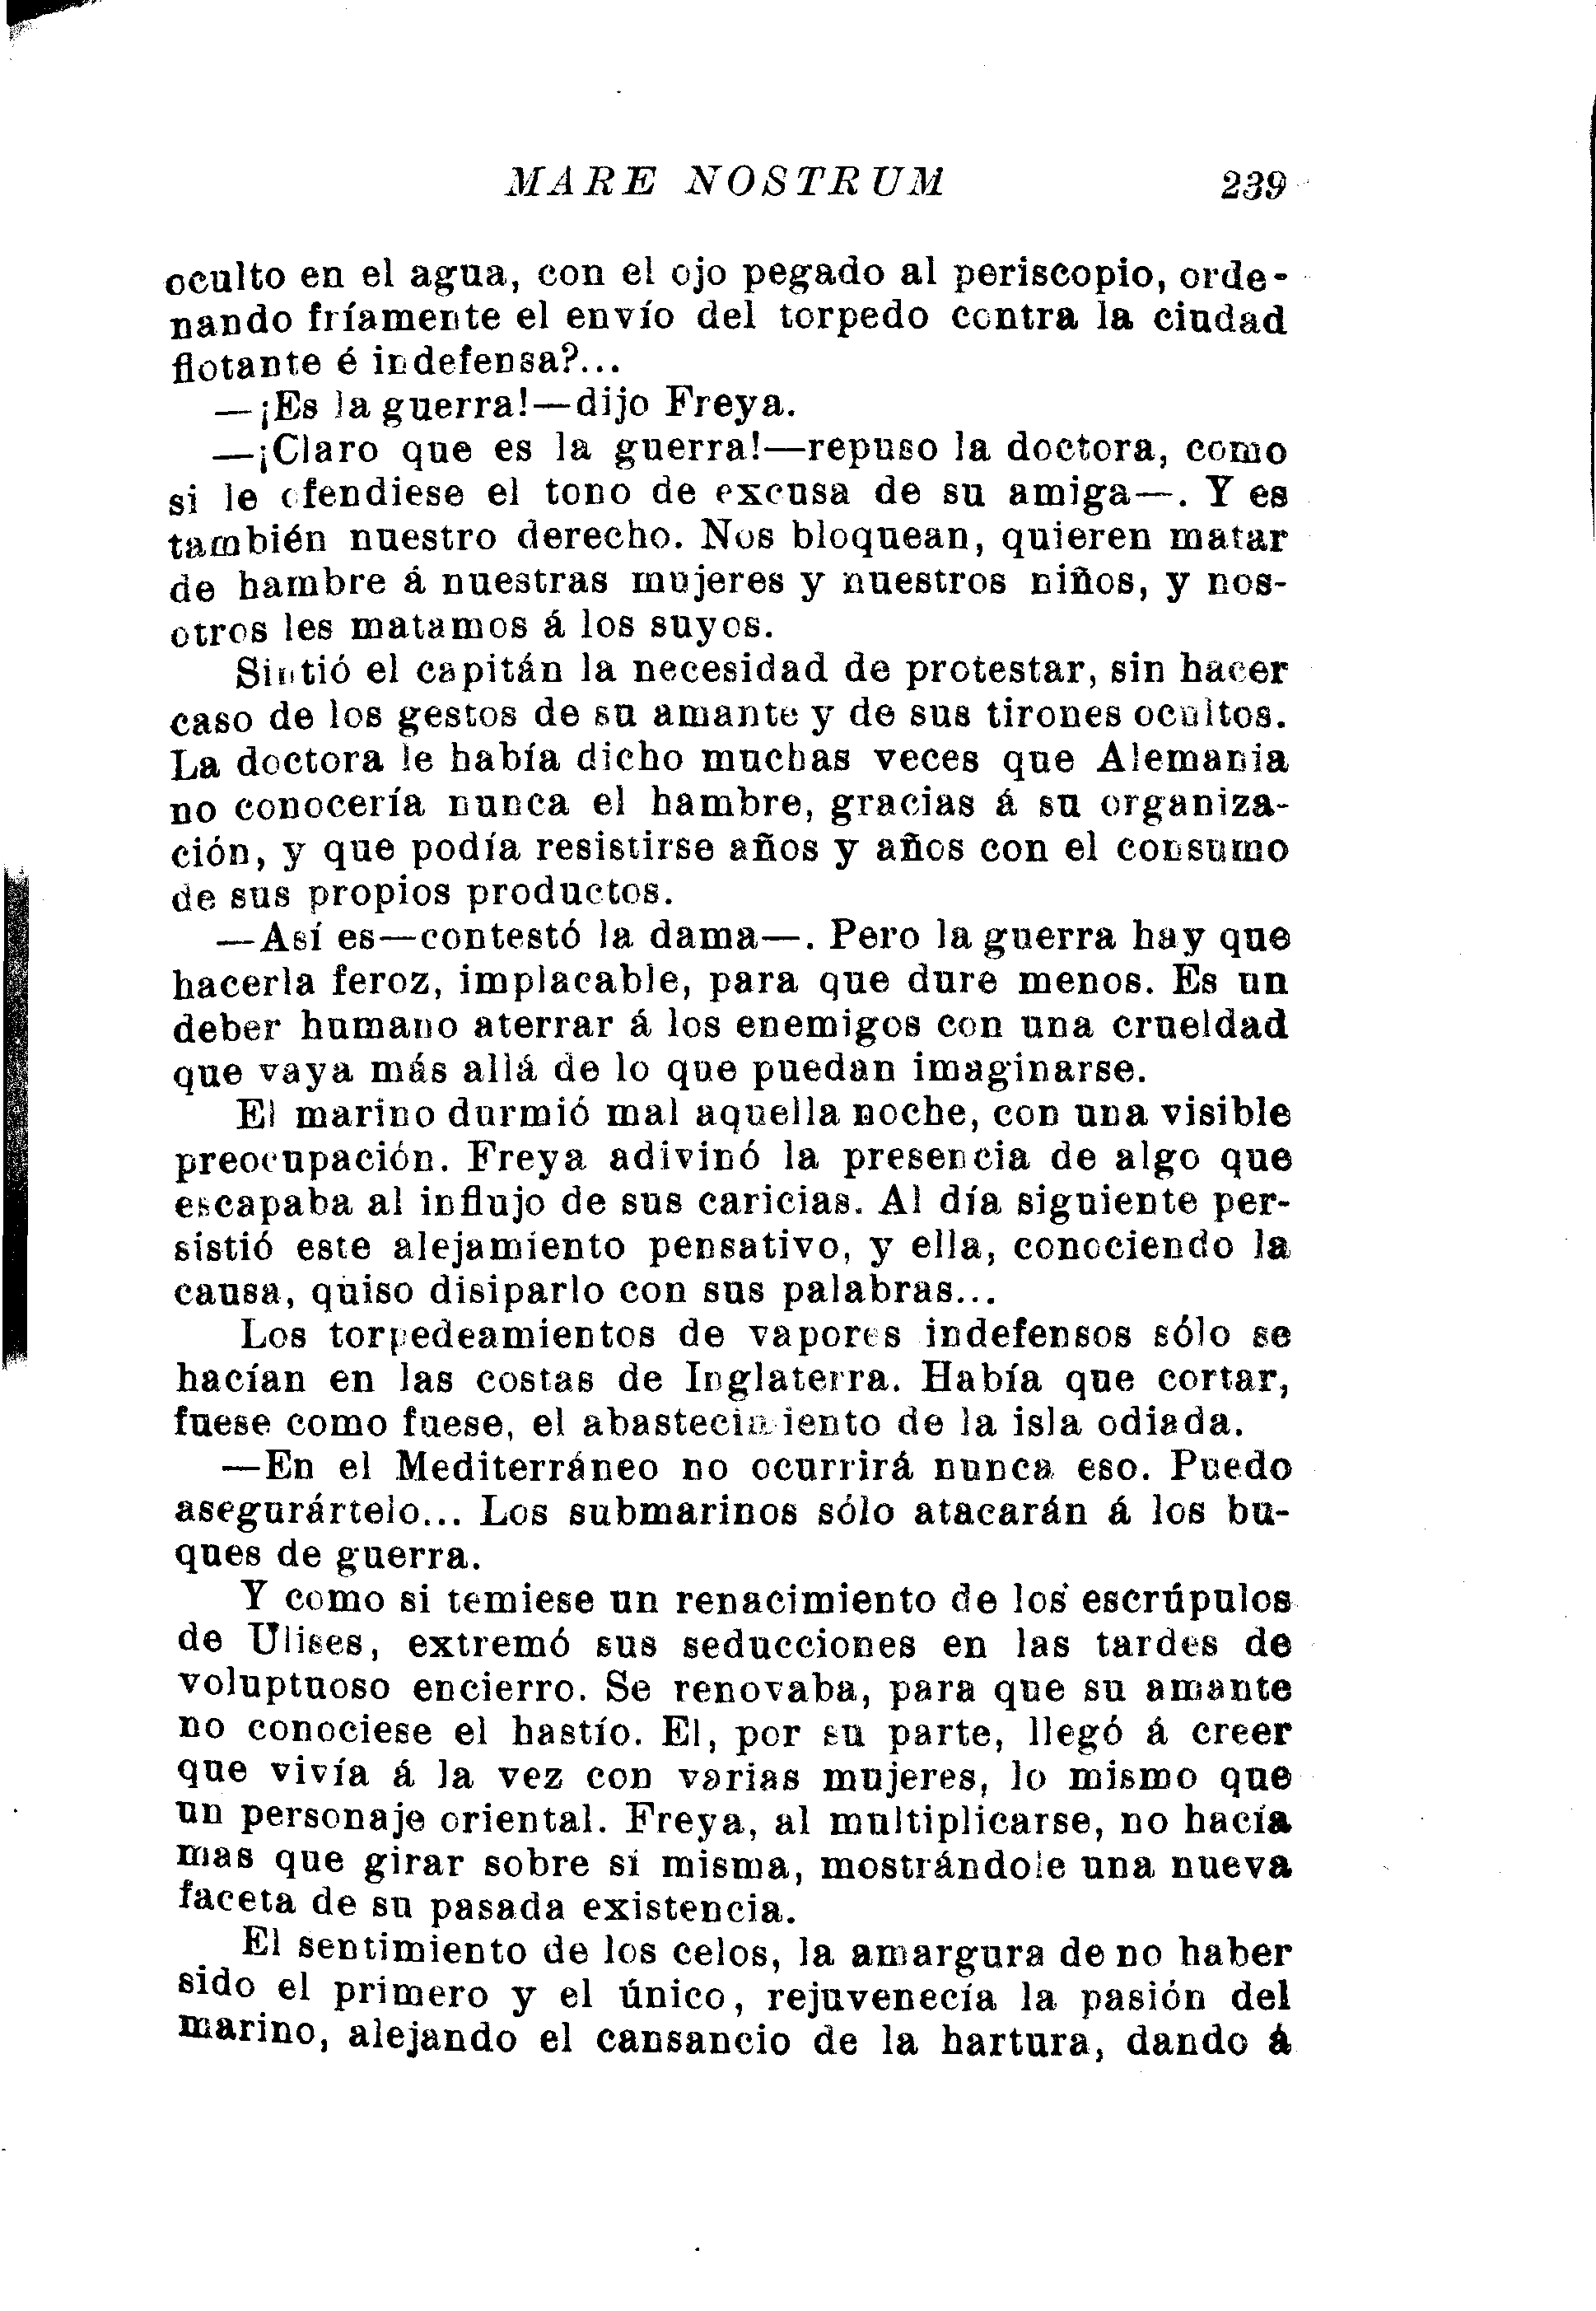 MARE NOSTRUM 239
oculto en el agua, con el ojo pegado al periscopio, orde-
nando fríamente el envío del torpedo contra la ciudad
flotante é indefensa?...
—¡Es la guerra!—dijo Freya.
—¡Claro que es la guerra!—repuso la doctora, como
si le ofendiese el tono de excusa de su amiga—. Y es
también nuestro derecho. Nos bloquean, quieren matar
de hambre á nuestras mujeres y nuestros niños, y nos-
otros les matamos á los suyos.
Sintió el capitán la necesidad de protestar, sin hacer
caso de los gestos de su amante y de sus tirones ocultos.
La doctora le había dicho muchas veces que Alemania
no conocería nunca el hambre, gracias á su organiza-
ción, y que podía resistirse años y años con el consumo
de sus propios productos.
—Así es—contestó la dama—. Pero la guerra hay que
hacerla feroz, implacable, para que dure menos. Es un
deber humano aterrar á los enemigos con una crueldad
que vaya más allá de lo que puedan imaginarse.
El marino durmió mal aquella noche, con una visible
preocupación. Freya adivinó la presencia de algo que
escapaba al influjo de sus caricias. Al día siguiente per-
sistió este alejamiento pensativo, y ella, conociendo la
causa, quiso disiparlo con sus palabras...
Los torpedeamientos de vapores indefensos sólo se
hacían en las costas de Inglaterra. Había que cortar,
fuese como fuese, el abastecimiento de la isla odiada.
—En el Mediterráneo no ocurrirá nunca eso. Puedo
asegurártelo... Los submarinos sólo atacarán á los bu-
ques de guerra.
Y como si temiese un renacimiento de los escrúpulos
de Ulises, extremó sus seducciones en las tardes de
voluptuoso encierro. Se renovaba, para que su amante
no conociese el hastío. El, por su parte, llegó á creer
que vivía á la vez con varias mujeres, lo mismo que
un personaje oriental. Freya, al multiplicarse, no hacía
mas que girar sobre sí misma, mostrándole una nueva
faceta de su pasada existencia.
El sentimiento de los celos, la amargura de no haber
sido el primero y el único, rejuvenecía la pasión del
marino, alejando el cansancio de la hartura, dando á